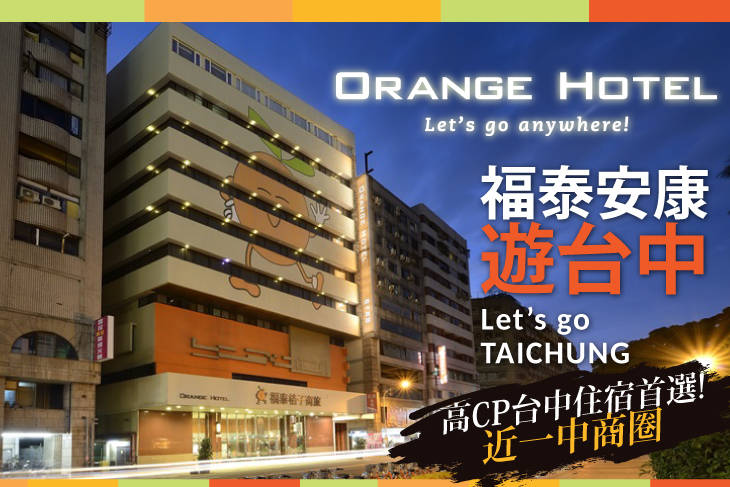 ORANGE HOTEL
Let's go anywhere!
福泰安康
遊台中
Let's go
TAICHUNG
高CP台中住宿首選!
近一中商圈
ORANGE HOTEL
福泰桔子商旅